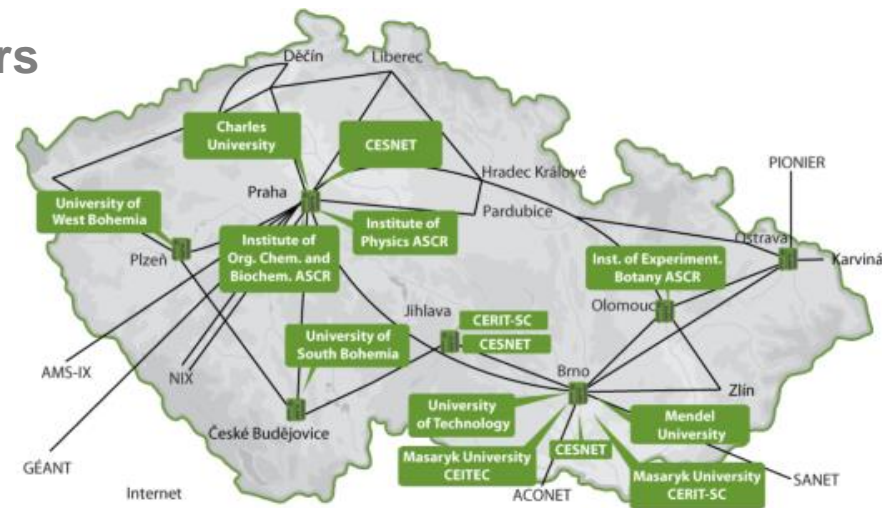 rs
Děčín
Liberec
Charles
University
CESNET
Hradec Králové
PIONIER
Praha
University of
West Bohemia
Pardubice
Institute of
Physics ASCR
Institute of
Org. Chem. and
Biochem. ASCR
Ostrava
Plzeň
Inst. of Experiment.
Botany ASCR
Karviná
Jihlava
Olomouc
CERIT-SC
CESNET
University of
South Bohemia
AMS-IX
NIX
Brno
Zlín
University
of Technology
Mendel
University
České Budějovice
CESNET
Masaryk University
CEITEC
GÉANT
Masaryk University
CERIT-SC
SANET
Internet
ACONET